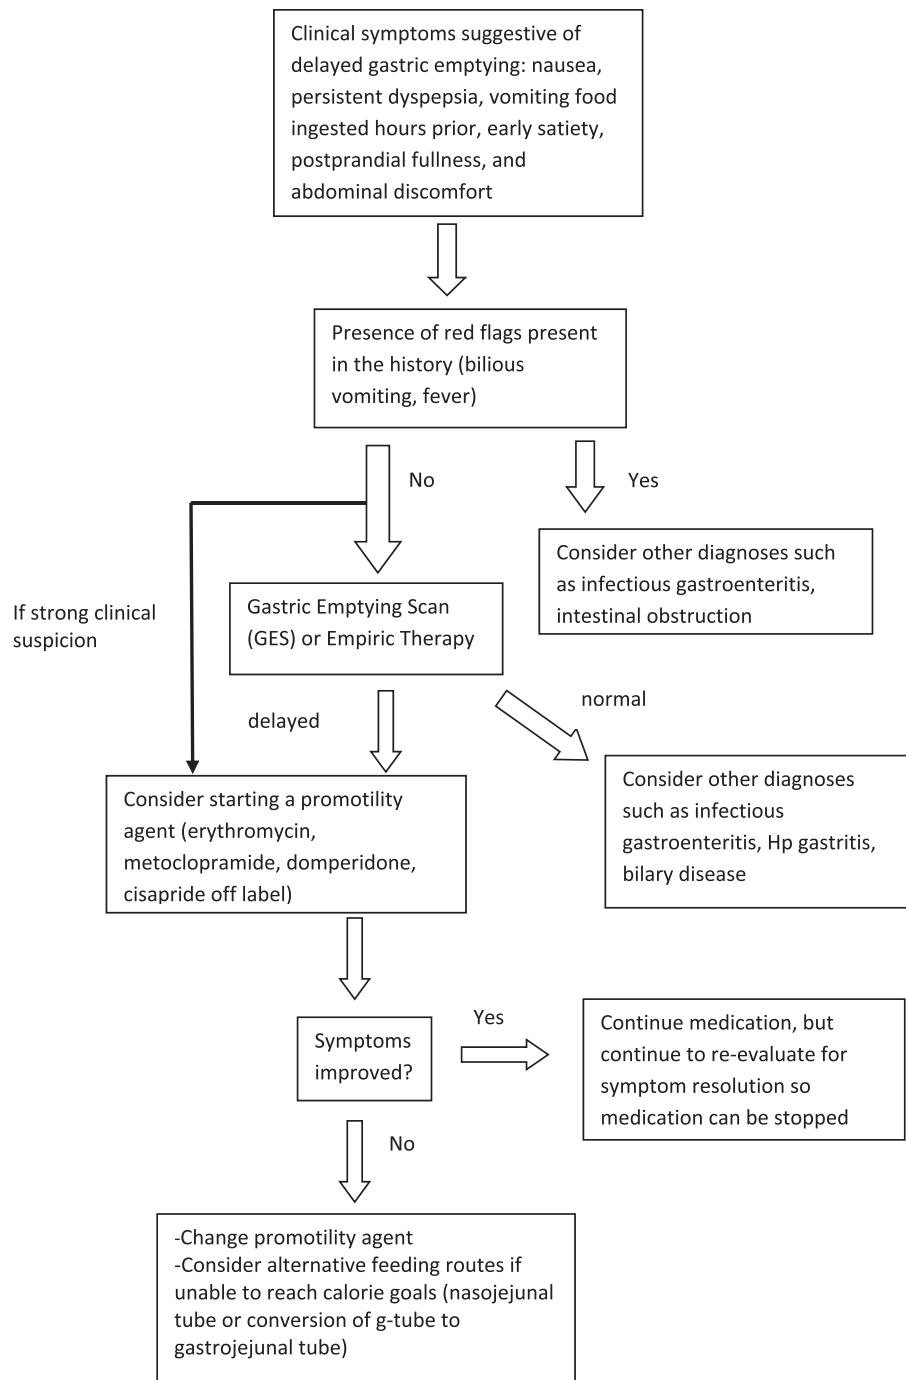 Clinical symptoms suggestive of
delayed gastric emptying: nausea,
persistent dyspepsia, vomiting food
ingested hours prior, early satiety,
postprandial fullness, and
abdominal discomfort
Presence of red flags present
in the history (bilious
vomiting, fever)
No
Yes
Consider other diagnoses such
as infectious gastroenteritis,
intestinal obstruction
If strong clinical
suspicion
Gastric Emptying Scan
(GES) or Empiric Therapy
delayed
normal
Consider starting a promotility
agent (erythromycin,
metoclopramide, domperidone,
cisapride off label)
Consider other diagnoses
such as infectious
gastroenteritis, Hp gastritis,
bilary disease
Symptoms
improved?
Yes
Continue medication, but
continue to re-evaluate for
symptom resolution so
medication can be stopped
No
-Change promotility agent
-Consider alternative feeding routes if
unable to reach calorie goals (nasojejunal
tube or conversion of g-tube to
gastrojejunal tube)